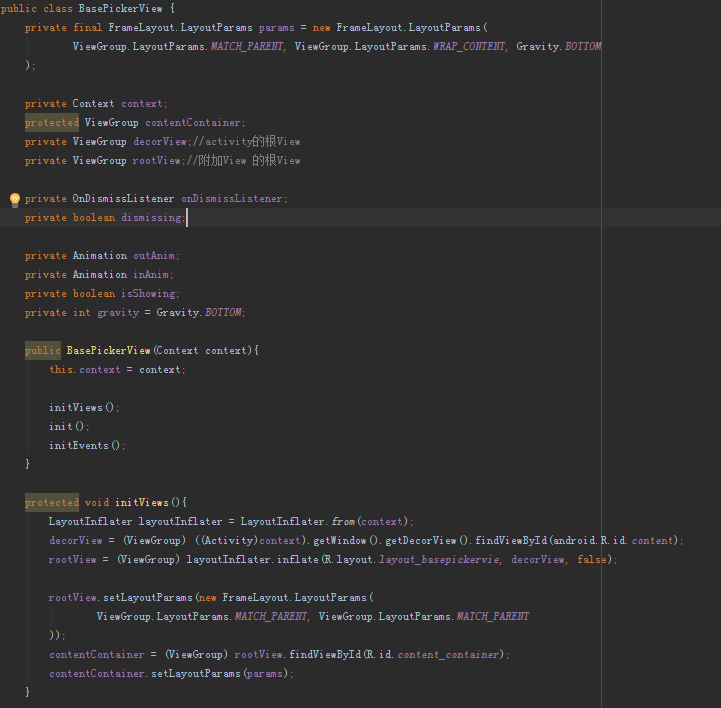 public class BasePickerView {
    private final FrameLayout.LayoutParams params = new FrameLayout.LayoutParams(
            ViewGroup.LayoutParams.MATCH_PARENT, ViewGroup.LayoutParams.WRAP_CONTENT, Gravity.BOTTOM
    );
    private Context context;
    protected ViewGroup contentContainer;
    private ViewGroup decorView;//activity的根View
    private ViewGroup rootView;//附加View 的根View
    private OnDismissListener onDismissListener;
    private boolean dismissing;
    private Animation outAnim;
    private Animation inAnim;
    private boolean isShowing;
    private int gravity = Gravity.BOTTOM;
    public BasePickerView(Context context){
        this.context = context;
        initViews();
        init();
        initEvents();
    }
    protected void initViews(){
        LayoutInflater layoutInflater = LayoutInflater.from(context);
        decorView = (ViewGroup) ((Activity)context).getWindow().getDecorView().findViewById(android.R.id.content);
        rootView = (ViewGroup) layoutInflater.inflate(R.layout.layout_basepickervie, decorView, false);
        rootView.setLayoutParams(new FrameLayout.LayoutParams(
                ViewGroup.LayoutParams.MATCH_PARENT, ViewGroup.LayoutParams.MATCH_PARENT
        ));
        contentContainer = (ViewGroup) rootView.findViewById(R.id.content_container);
        contentContainer.setLayoutParams(params);
    }